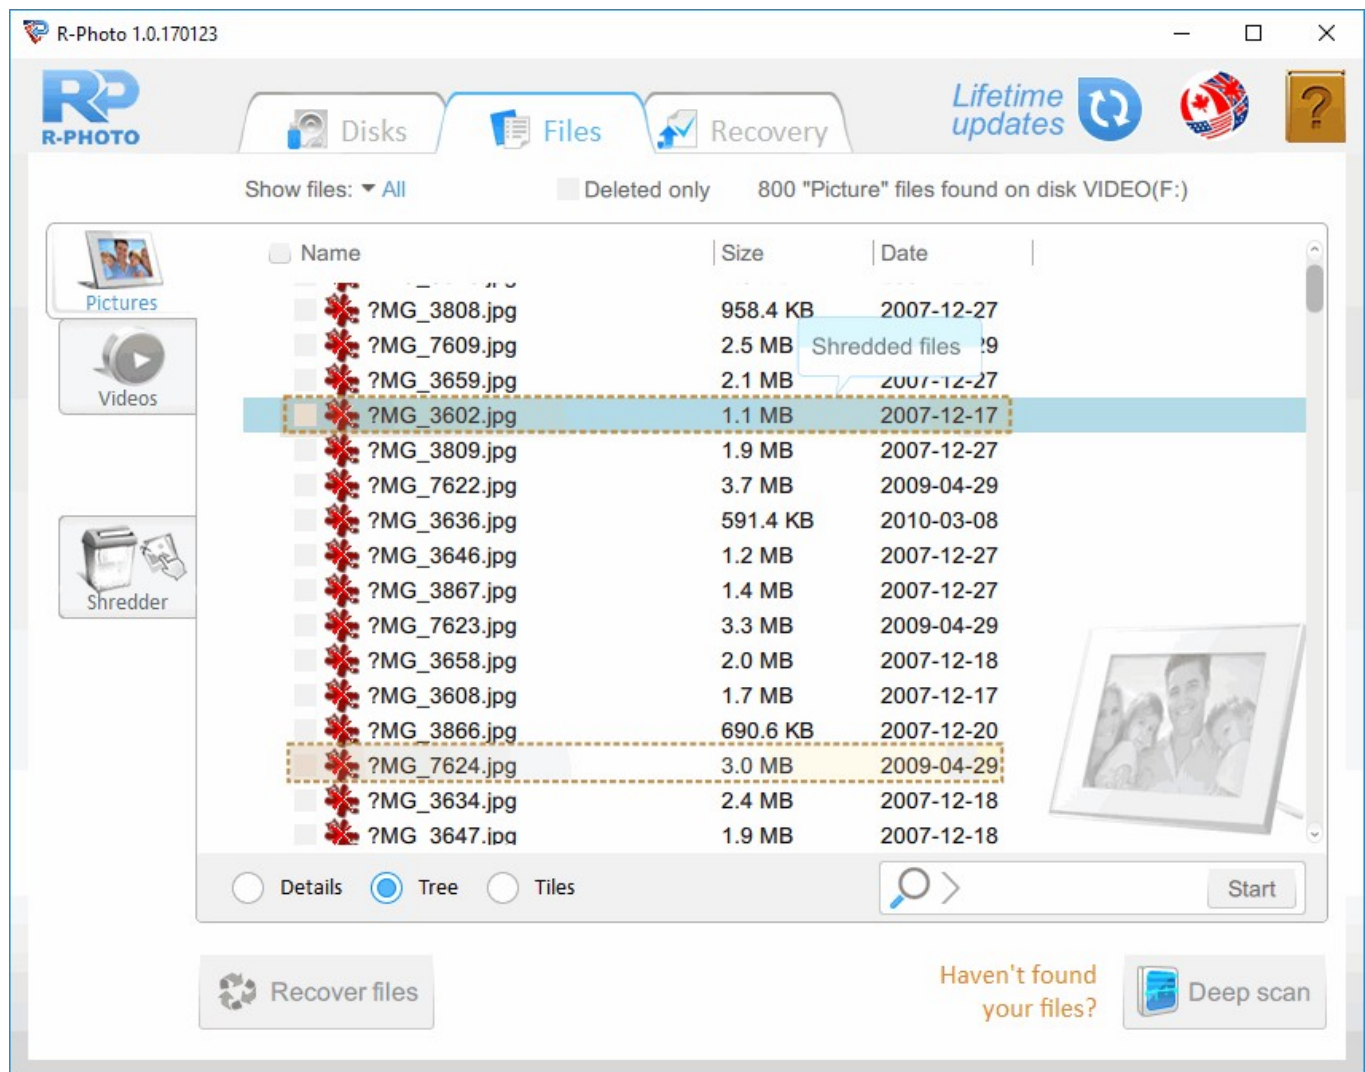 R-Photo 1.0.170123
RP
R-PHOTO
Disks
Files
Recovery
Lifetime
updates
?
Show files: All
Deleted only
800 "Picture" files found on disk VIDEO(F:)
Pictures
Videos
Shredder
Name Size Date
?MG_3808.jpg 958.4 KB 2007-12-27
?MG_7609.jpg 2.5 MB 29
Shredded files
?MG_3659.jpg 2.1 MB 2007-12-27
?MG_3602.jpg 1.1 MB 2007-12-17
?MG_3809.jpg 1.9 MB 2007-12-27
?MG_7622.jpg 3.7 MB 2009-04-29
?MG_3636.jpg 591.4 KB 2010-03-08
?MG_3646.jpg 1.2 MB 2007-12-27
?MG_3867.jpg 1.4 MB 2007-12-27
?MG_7623.jpg 3.3 MB 2009-04-29
?MG_3658.jpg 2.0 MB 2007-12-18
?MG_3608.jpg 1.7 MB 2007-12-17
?MG_3866.jpg 690.6 KB 2007-12-20
?MG_7624.jpg 3.0 MB 2009-04-29
?MG_3634.jpg 2.4 MB 2007-12-18
?MG_3647.jpg 1.9 MB 2007-12-18
Details Tree Tiles
Start
Recover files
Haven't found
your files?
Deep scan